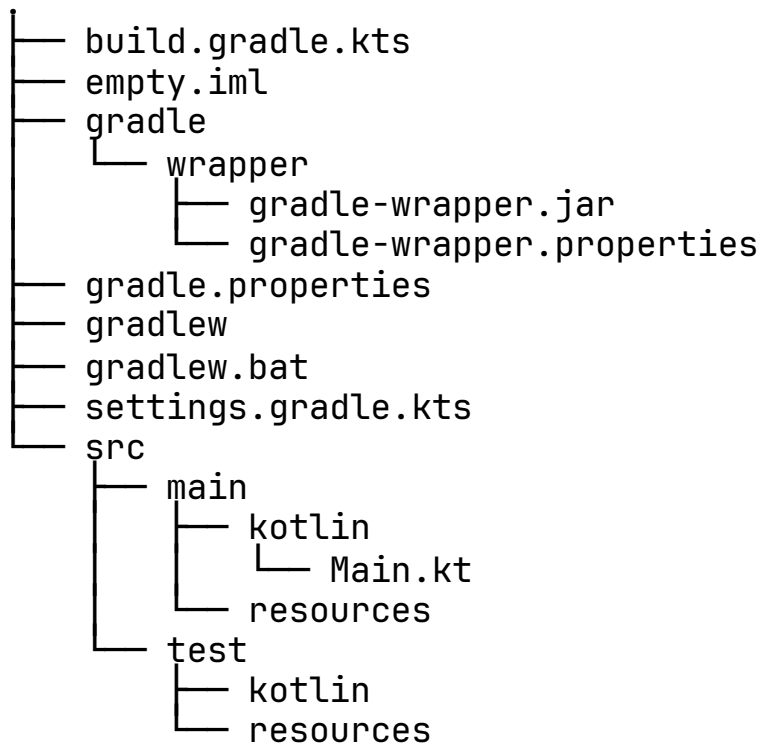 .
├── build.gradle.kts
├── empty.iml
├── gradle
│   └── wrapper
│       ├── gradle-wrapper.jar
│       └── gradle-wrapper.properties
├── gradle.properties
├── gradlew
├── gradlew.bat
├── settings.gradle.kts
└── src
    ├── main
    │   ├── kotlin
    │   │   └── Main.kt
    │   └── resources
    └── test
        ├── kotlin
        └── resources